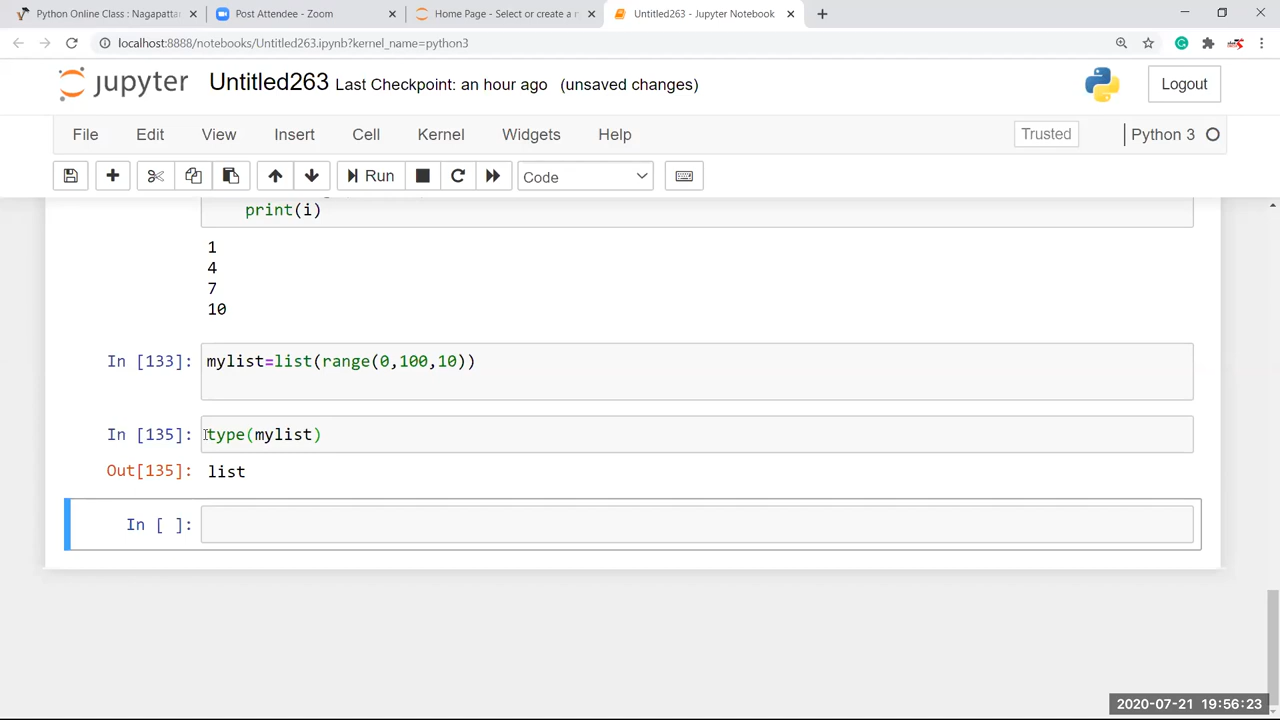 Python Online Class : Nagapattan
Post Attendee - Zoom
Home Page - Select or create a n
Untitled263 - Jupyter Notebook
localhost:8888/notebooks/Untitled263.ipynb?kernel_name=python3
jupyter Untitled263 Last Checkpoint: an hour ago (unsaved changes)
Logout
File Edit View Insert Cell Kernel Widgets Help
Trusted
Python 3
Run
Code
print(i)
1
4
7
10
In [133]: mylist=list(range(0,100,10))
In [135]: type(mylist)
Out[135]: list
In [ ]:
2020-07-21 19:56:23